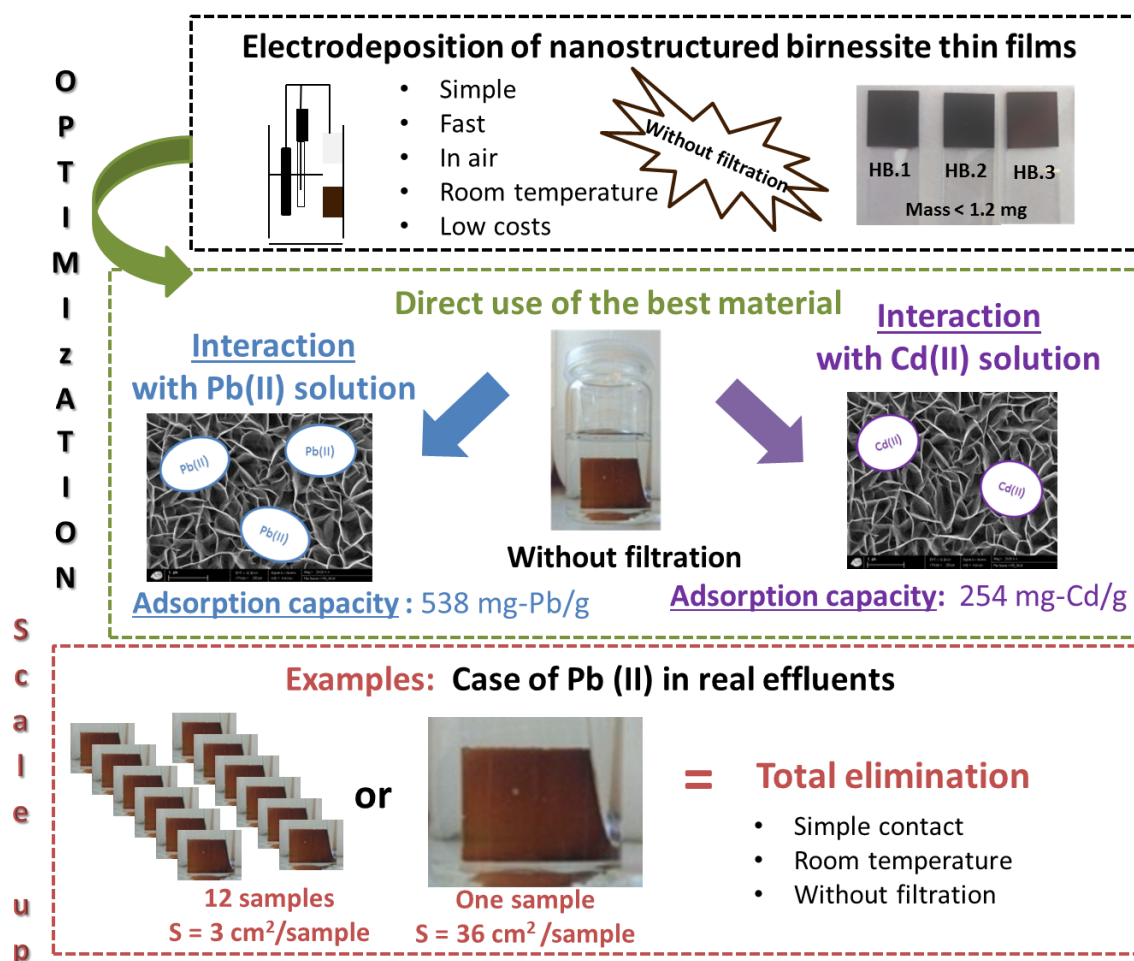 OPTIMIzATION
Electrodeposition of nanostructured birnessite thin films
• Simple
• Fast
• In air
• Room temperature
• Low costs
Without filtration
HB.1 HB.2 HB.3
Mass < 1.2 mg
Direct use of the best material
Interaction
with Pb(II) solution
Pb(II)
Pb(II)
Pb(II)
Adsorption capacity : 538 mg-Pb/g
Without filtration
Interaction
with Cd(II) solution
Cd(II)
Cd(II)
Adsorption capacity: 254 mg-Cd/g
Scale up
Examples: Case of Pb (II) in real effluents
12 samples
S = 3 cm²/sample
or
One sample
S = 36 cm²/sample
= Total elimination
• Simple contact
• Room temperature
• Without filtration